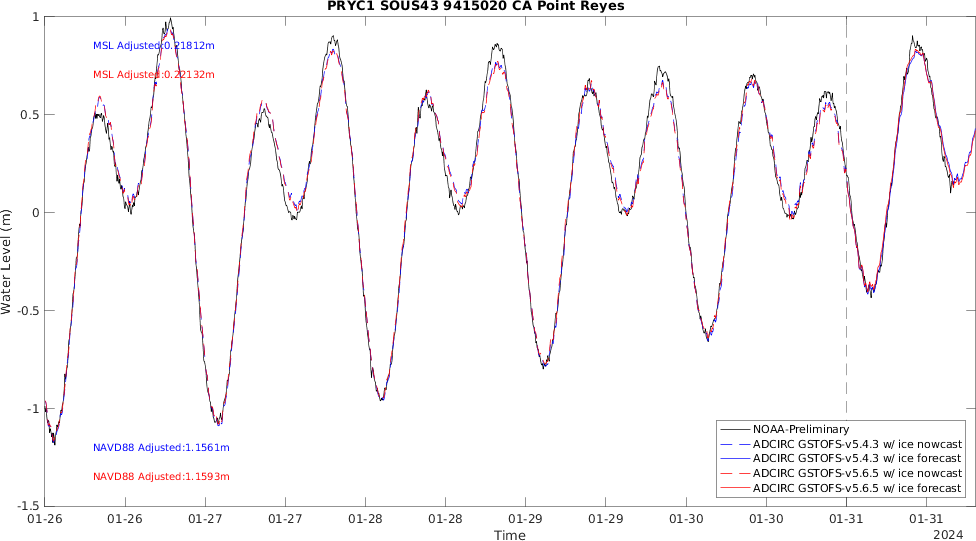 PRYC1 SOUS43 9415020 CA Point Reyes
1
0.5
0
-0.5
-1
-1.5
Water Level (m)
MSL Adjusted:0.21812m
MSL Adjusted:0.22132m
NAVD88 Adjusted:1.1561m
NAVD88 Adjusted:1.1593m
NOAA-Preliminary
ADCIRC GSTOFS-v5.4.3 w/ ice nowcast
ADCIRC GSTOFS-v5.4.3 w/ ice forecast
ADCIRC GSTOFS-v5.6.5 w/ ice nowcast
ADCIRC GSTOFS-v5.6.5 w/ ice forecast
01-26 01-26 01-27 01-27 01-28 01-28 01-29 01-29 01-30 01-30 01-31 01-31
Time
2024